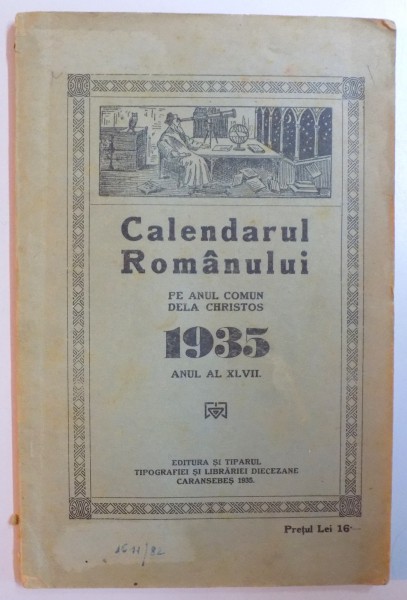 Calendarul
Românului
PE ANUL COMUN
DELA CHRISTOS
1935
ANUL AL XLVII.
EDITURA ȘI TIPARUL
TIPOGRAFIEI ȘI LIBRĂRIEI DIECEZANE
CARANSEBEȘ 1935.
Prețul Lei 16·—